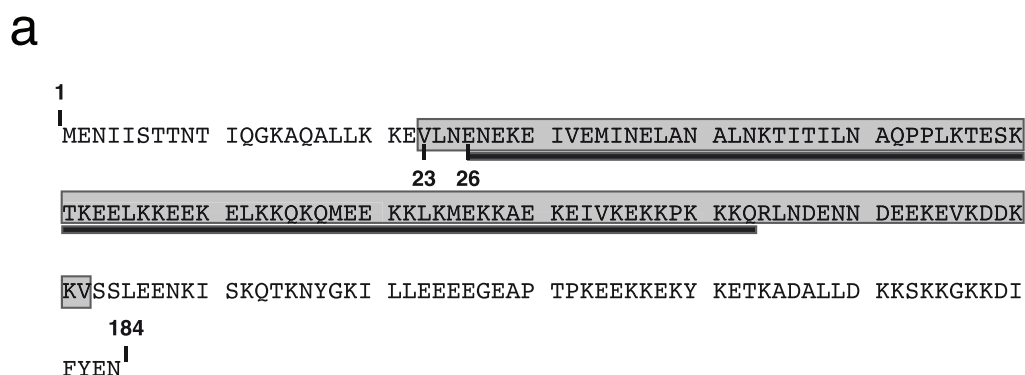 a
1
MENIISTTNT IQGKAQALLK KEVLNENEKE IVEMINELAN ALNKTITILN AQPPLKTESK
23 26
TKEELKKEEK ELKKQKQMEE KKLKMEKKAE KEIVKEKKPK KKQRLNDENN DEEKEVKDDK
KVSSLEENKI SKQTKNYGKI LLEEEEGEAP TPKEEKKEKY KETKADALLD KKSKKGKKDI
184
FYEN